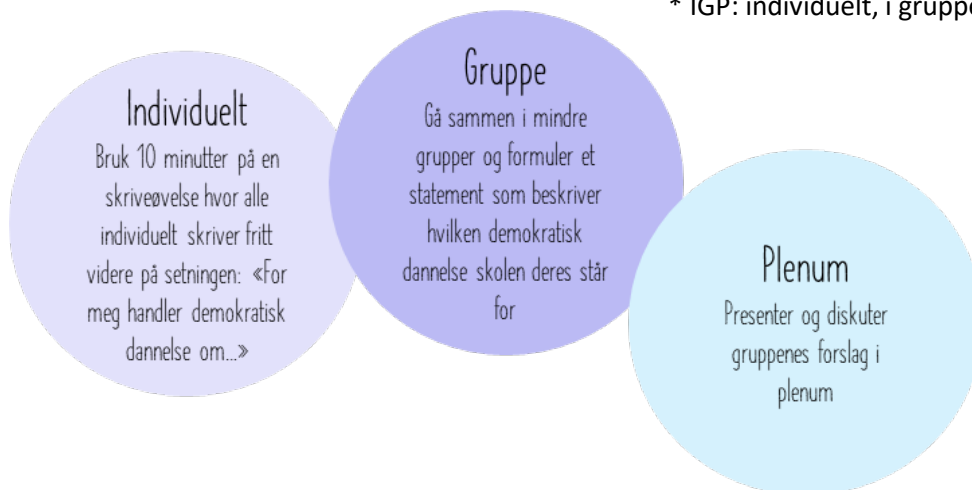 * IGP: individuelt, i gruppe
Individuelt
Bruk 10 minutter på en
skriveøvelse hvor alle
individuelt skriver fritt
videre på setningen: «For
meg handler demokratisk
dannelse om...»
Gruppe
Gå sammen i mindre
grupper og formuler et
statement som beskriver
hvilken demokratisk
dannelse skolen deres står
for
Plenum
Presenter og diskuter
gruppenes forslag i
plenum